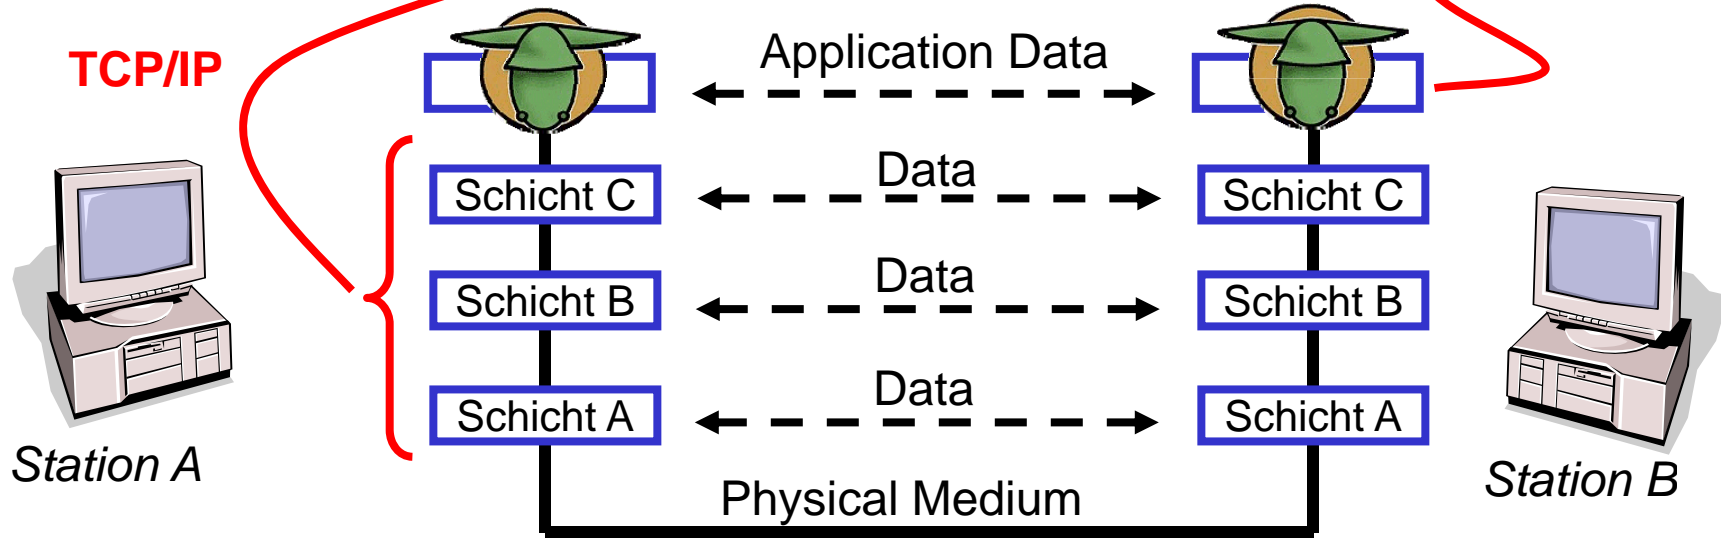 Application Data
TCP/IP
Data
Schicht C
Schicht C
Data
Schicht B
Schicht B
Data
Schicht A
Schicht A
Station A
Physical Medium
Station B